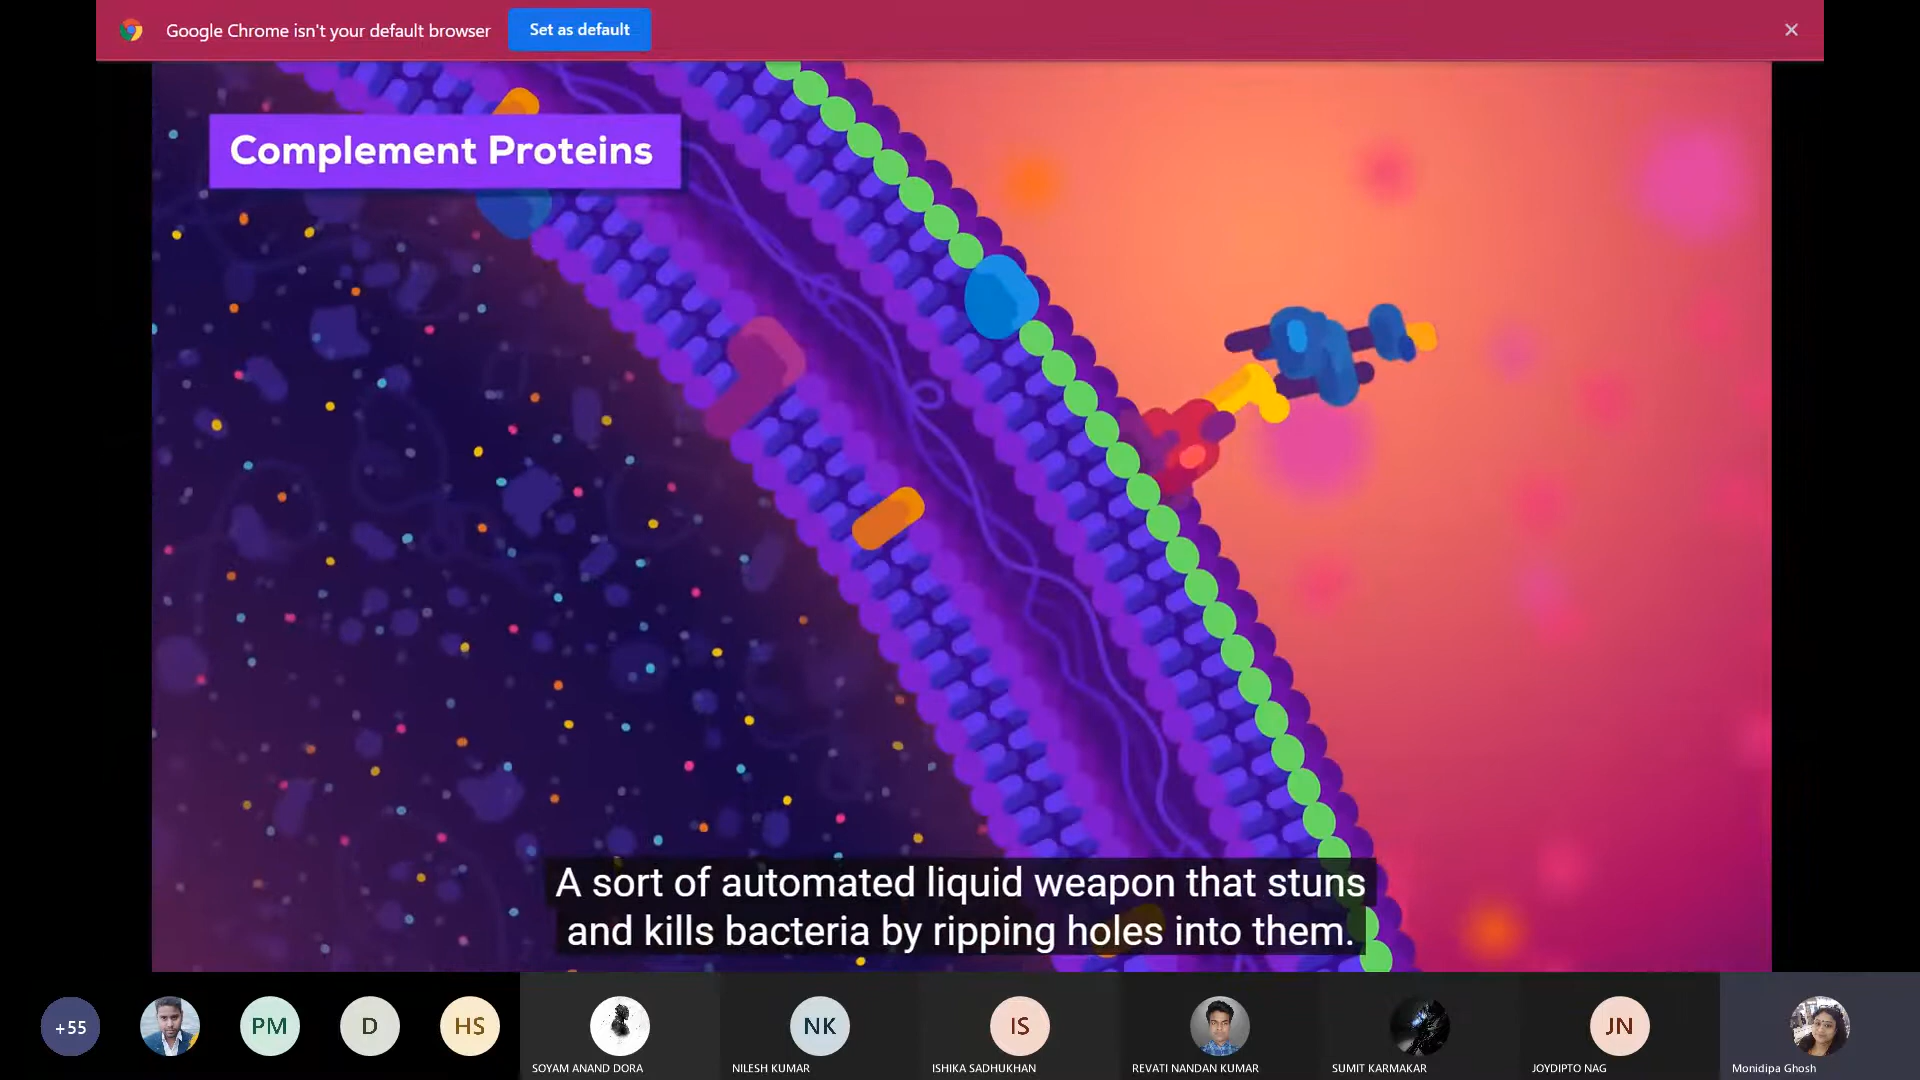 Google Chrome isn't your default browser
Set as default
Complement Proteins
A sort of automated liquid weapon that stuns
and kills bacteria by ripping holes into them.
+55
PM
D
HS
NK
IS
JN
SOYAM ANAND DORA
NILESH KUMAR
ISHIKA SADHUKHAN
REVATI NANDAN KUMAR
SUMIT KARMAKAR
JOYDIPTO NAG
Monidipa Ghosh